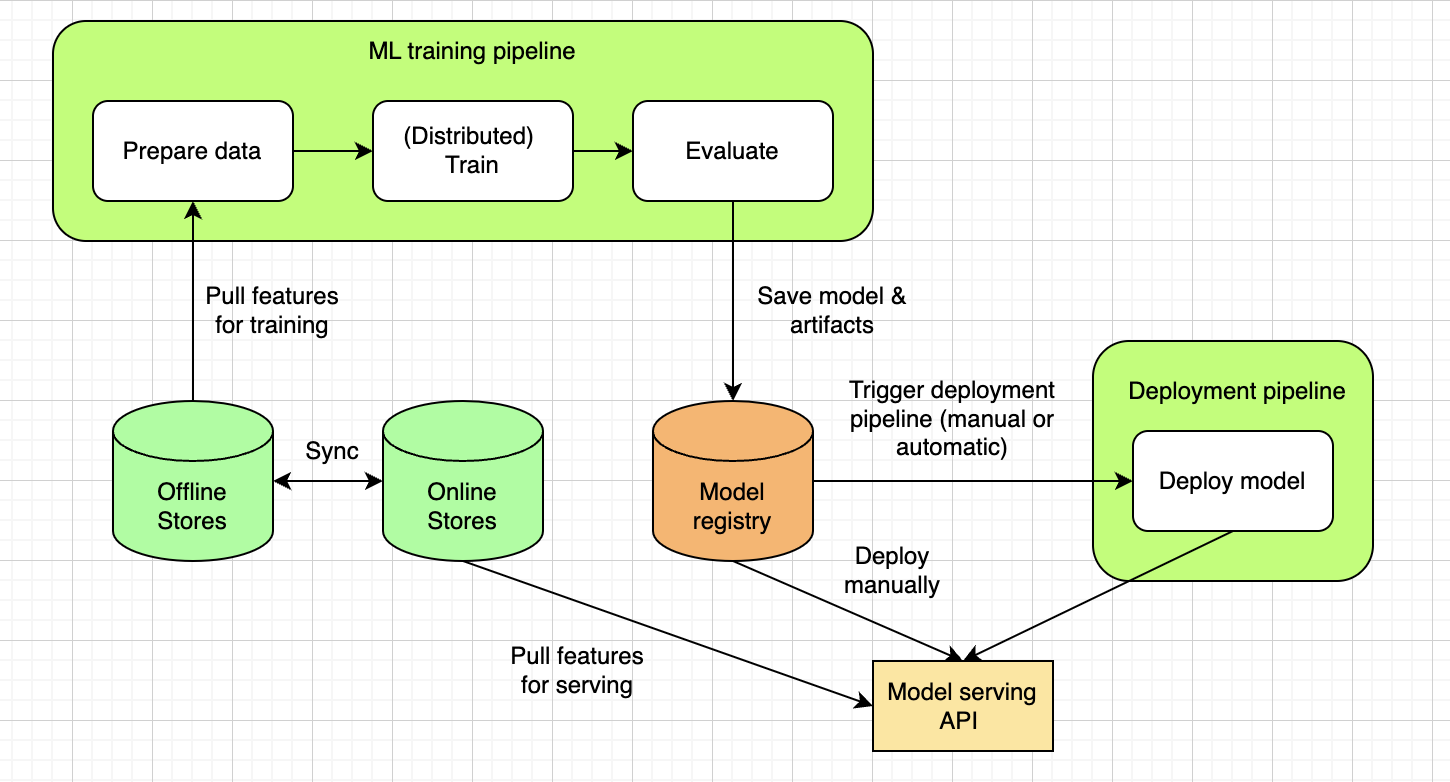 ML training pipeline
Prepare data
(Distributed)
Train
Evaluate
Pull features
for training
Save model &
artifacts
Trigger deployment
pipeline (manual or
automatic)
Deployment pipeline
Deploy model
Sync
Offline
Stores
Online
Stores
Model
registry
Deploy
manually
Pull features
for serving
Model serving
API